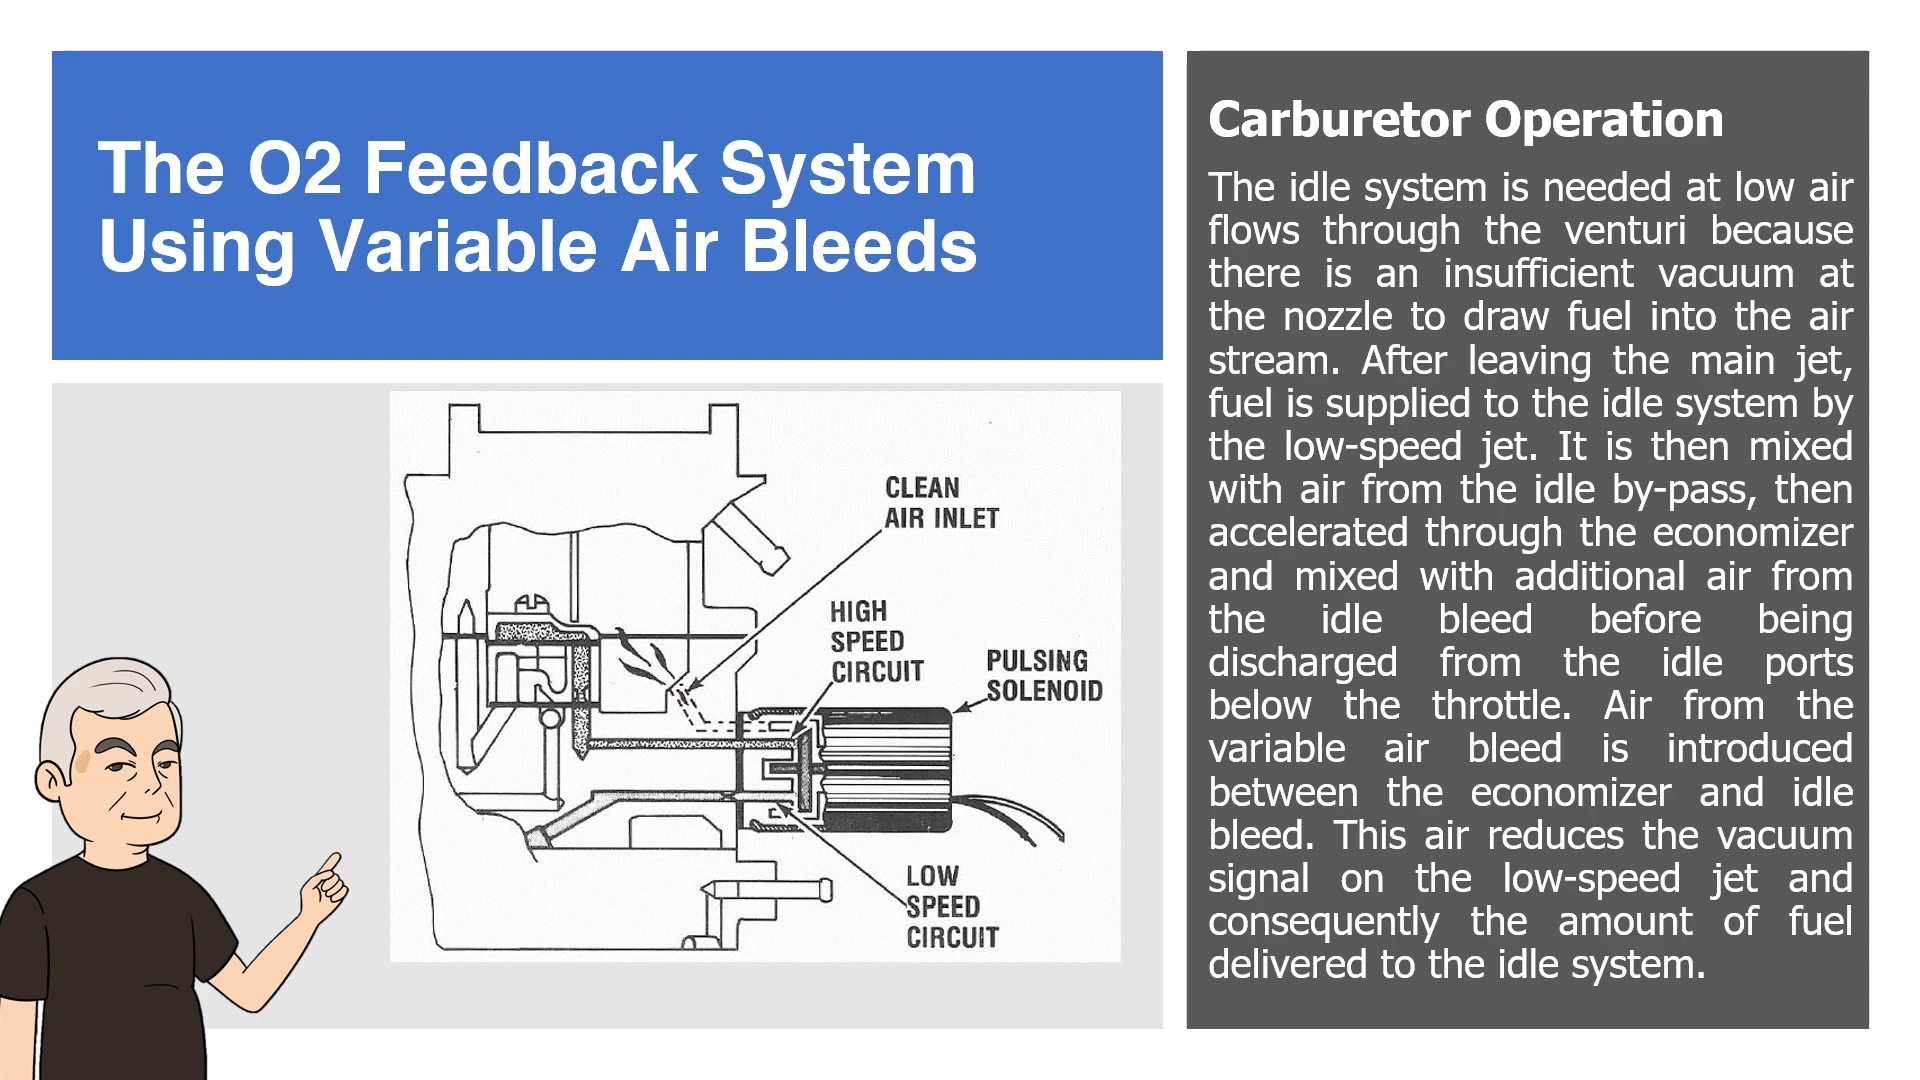 The O2 Feedback System
Using Variable Air Bleeds
CLEAN
AIR INLET
HIGH
SPEED
CIRCUIT
PULSING
SOLENOID
LOW
SPEED
CIRCUIT
Carburetor Operation
The idle system is needed at low air
flows through the venturi because
there is an insufficient vacuum at
the nozzle to draw fuel into the air
stream. After leaving the main jet,
fuel is supplied to the idle system by
the low-speed jet. It is then mixed
with air from the idle by-pass, then
accelerated through the economizer
and mixed with additional air from
the idle bleed before being
discharged from the idle ports
below the throttle. Air from the
variable air bleed is introduced
between the economizer and idle
bleed. This air reduces the vacuum
signal on the low-speed jet and
consequently the amount of fuel
delivered to the idle system.